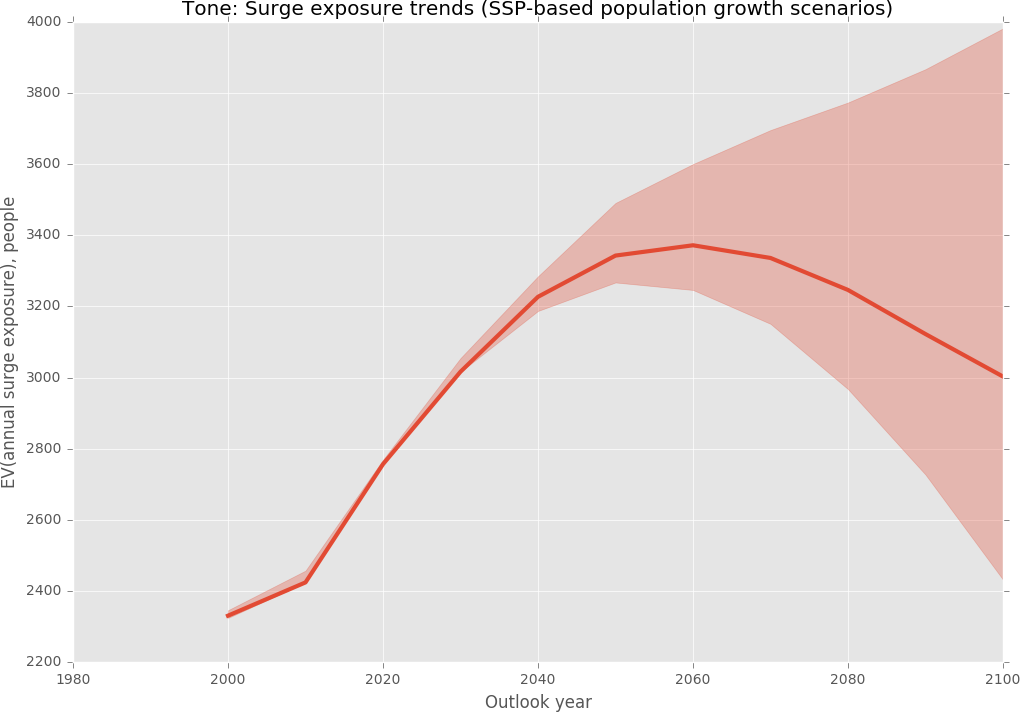 Tone: Surge exposure trends (SSP-based population growth scenarios)
EV(annual surge exposure), people
4000
3800
3600
3400
3200
3000
2800
2600
2400
2200
1980 2000 2020 2040 2060 2080 2100
Outlook year